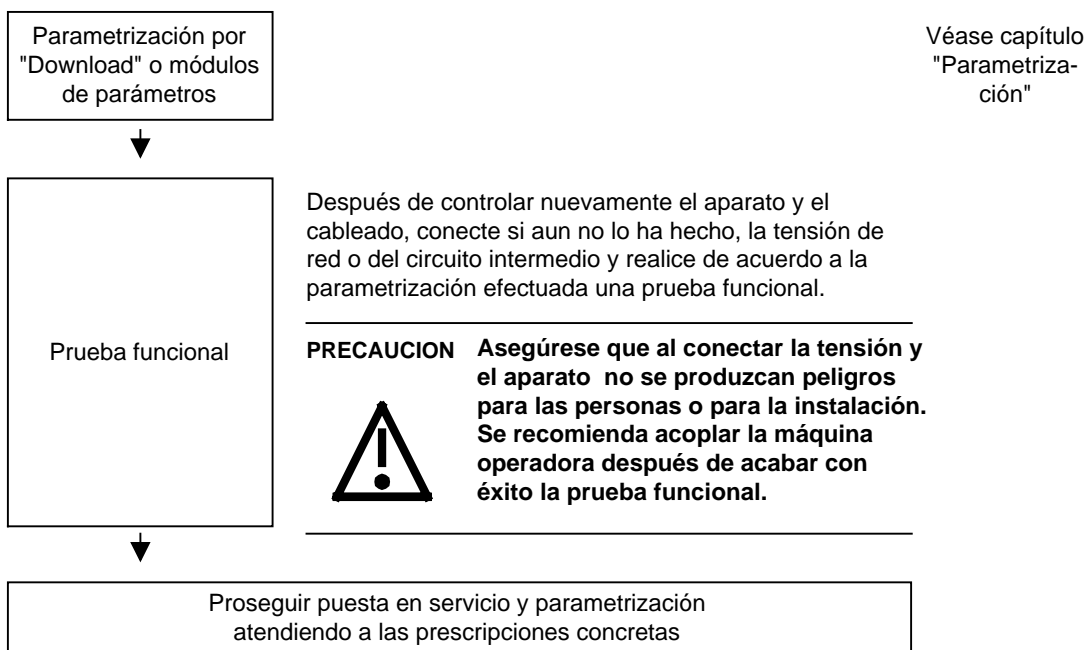 Parametrización por
"Download" o módulos
de parámetros
Véase capítulo
"Parametriza-
ción"
Prueba funcional
Después de controlar nuevamente el aparato y el
cableado, conecte si aun no lo ha hecho, la tensión de
red o del circuito intermedio y realice de acuerdo a la
parametrización efectuada una prueba funcional.
PRECAUCION
Asegúrese que al conectar la tensión y
el aparato no se produzcan peligros
para las personas o para la instalación.
Se recomienda acoplar la máquina
operadora después de acabar con
éxito la prueba funcional.
Proseguir puesta en servicio y parametrización
atendiendo a las prescripciones concretas